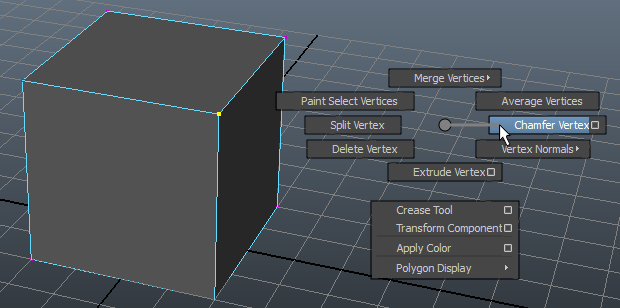 Merge Vertices
Paint Select Vertices
Average Vertices
Split Vertex
Chamfer Vertex
Delete Vertex
Vertex Normals
Extrude Vertex
Crease Tool
Transform Component
Apply Color
Polygon Display